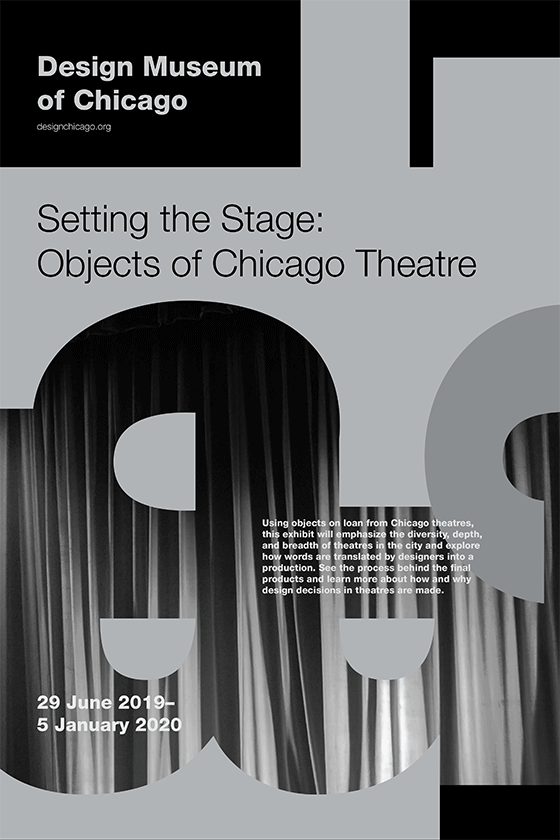 Design Museum
of Chicago
designchicago.org
Setting the Stage:
Objects of Chicago Theatre
Using objects on loan from Chicago theatres,
this exhibit will emphasize the diversity, depth,
and breadth of theatres in the city and explore
how words are translated by designers into a
production. See the process behind the final
products and learn more about how and why
design decisions in theatres are made.
29 June 2019–
5 January 2020